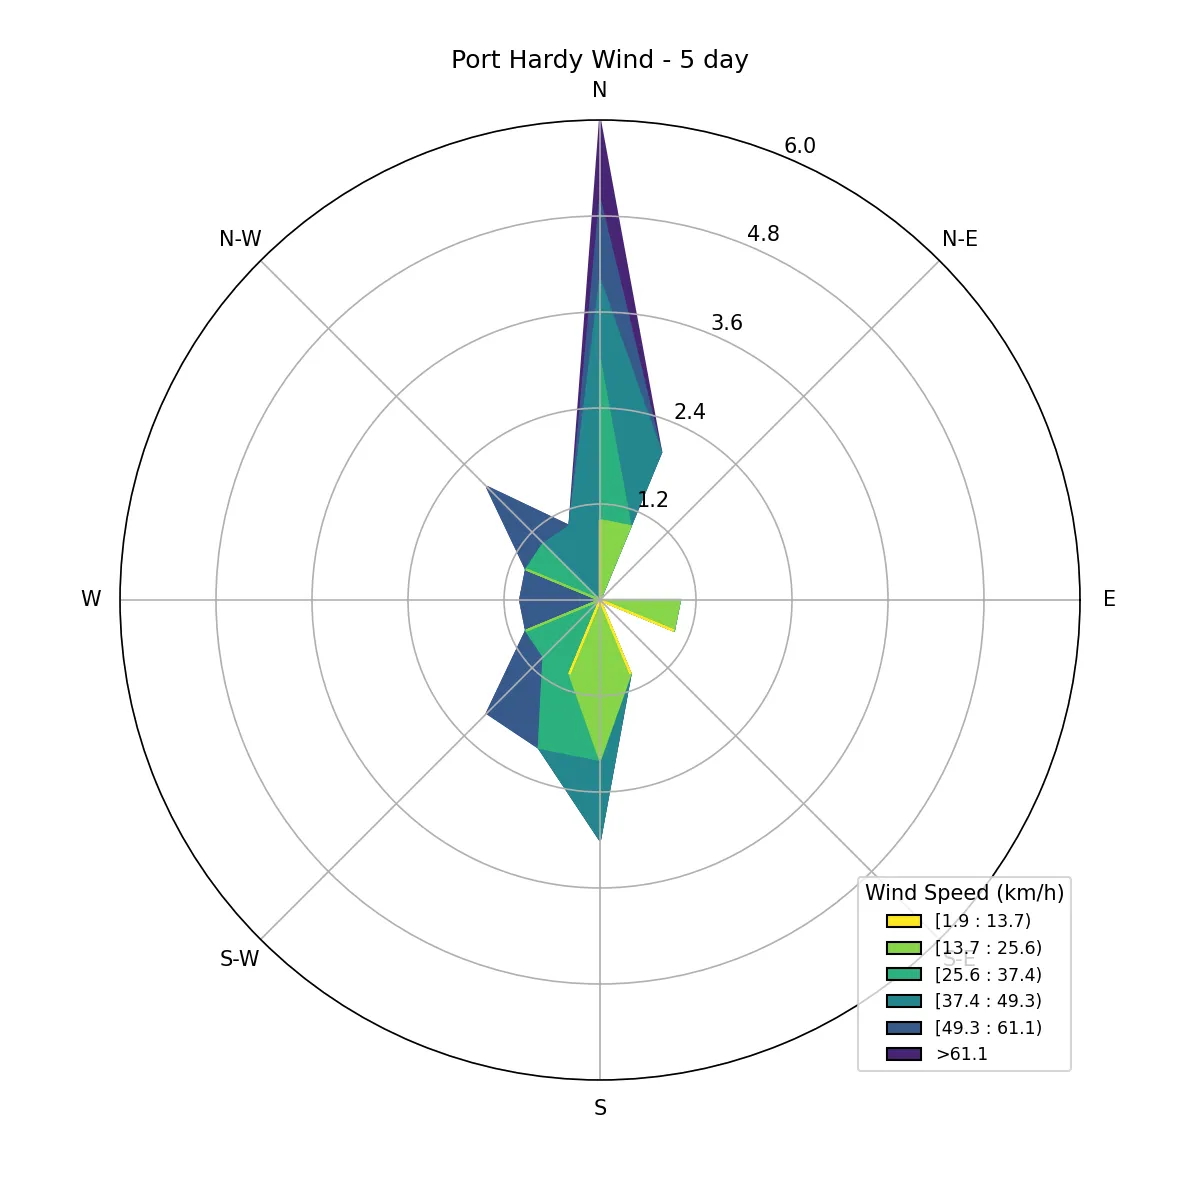 Port Hardy Wind - 5 day
N
6.0
N-W
4.8
N-E
3.6
2.4
1.2
W
E
Wind Speed (km/h)
[1.9 : 13.7)
[13.7 : 25.6)
S-W
S-E
[25.6 : 37.4)
[37.4 : 49.3)
[49.3 : 61.1)
>61.1
S